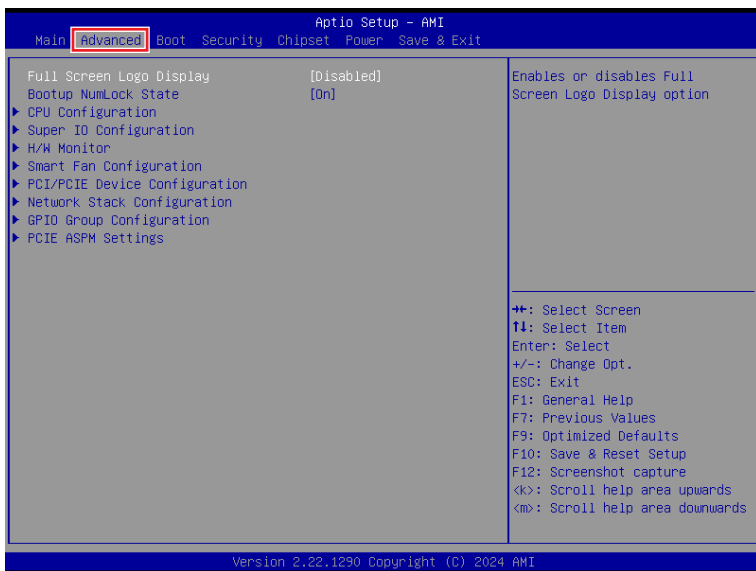 Aptio Setup - AMI
Main Advanced Boot Security Chipset Power Save & Exit
Full Screen Logo Display [Disabled]
Bootup NumLock State [On]
CPU Configuration
Super IO Configuration
H/W Monitor
Smart Fan Configuration
PCI/PCIE Device Configuration
Network Stack Configuration
GPIO Group Configuration
PCIE ASPM Settings
Enables or disables Full
Screen Logo Display option
→←: Select Screen
↑↓: Select Item
Enter: Select
+/-: Change Opt.
ESC: Exit
F1: General Help
F7: Previous Values
F9: Optimized Defaults
F10: Save & Reset Setup
F12: Screenshot capture
<k>: Scroll help area upwards
<m>: Scroll help area downwards
Version 2.22.1290 Copyright (C) 2024 AMI